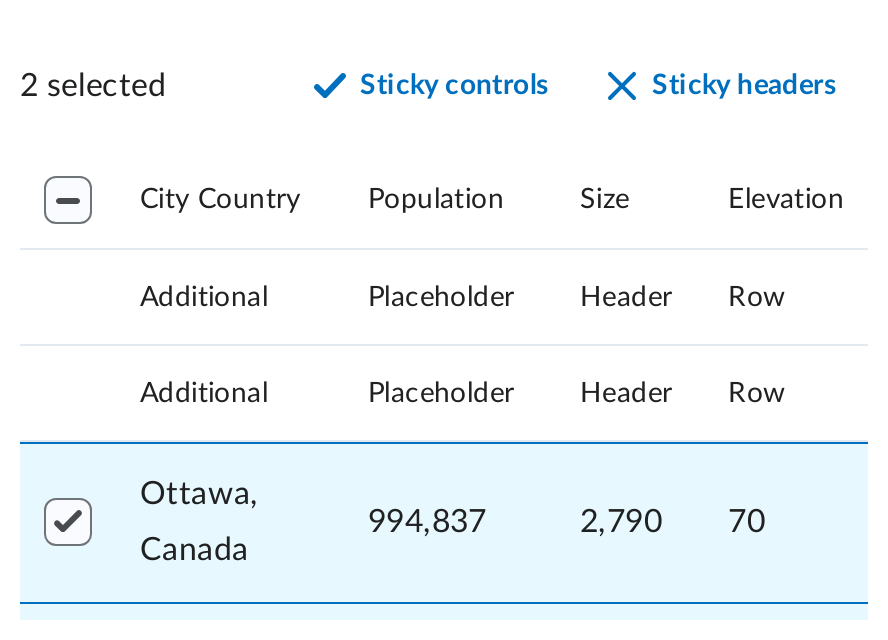 2 selected Sticky controls Sticky headers
City Country Population Size Elevation
Additional Placeholder Header Row
Additional Placeholder Header Row
Ottawa,
Canada 994,837 2,790 70